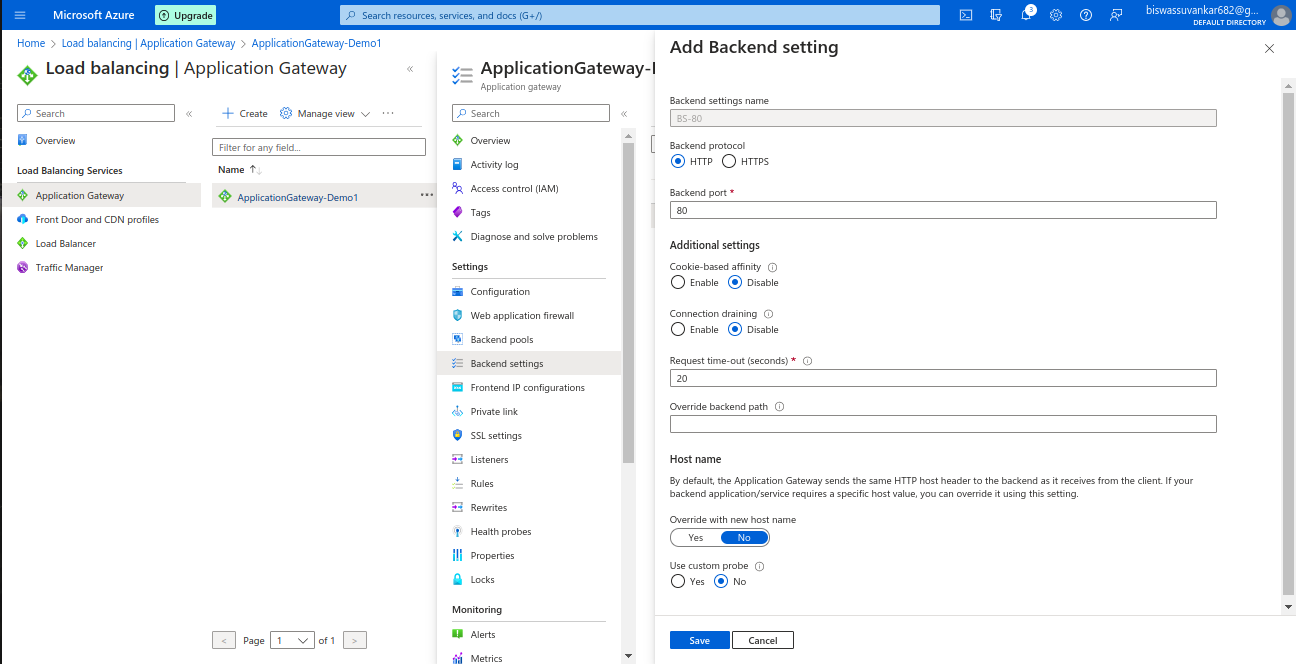 Microsoft Azure
Upgrade
Search resources, services, and docs (G+/)
3
biswassuvankar682@g...
DEFAULT DIRECTORY
Home > Load balancing | Application Gateway > ApplicationGateway-Demo1
Load balancing | Application Gateway
«
Search
«
Overview
Load Balancing Services
Application Gateway
Front Door and CDN profiles
Load Balancer
Traffic Manager
+ Create
Manage view
...
Filter for any field...
Name ↑↓
ApplicationGateway-Demo1
...
< Page 1 of 1 >
ApplicationGateway-
Application gateway
Search
«
Overview
Activity log
Access control (IAM)
Tags
Diagnose and solve problems
Settings
Configuration
Web application firewall
Backend pools
Backend settings
Frontend IP configurations
Private link
SSL settings
Listeners
Rules
Rewrites
Health probes
Properties
Locks
Monitoring
Alerts
Metrics
Add Backend setting
Backend settings name
BS-80
Backend protocol
HTTP HTTPS
Backend port *
80
Additional settings
Cookie-based affinity
Enable Disable
Connection draining
Enable Disable
Request time-out (seconds) *
20
Override backend path
Host name
By default, the Application Gateway sends the same HTTP host header to the backend as it receives from the client. If your
backend application/service requires a specific host value, you can override it using this setting.
Override with new host name
Yes No
Use custom probe
Yes No
Save Cancel